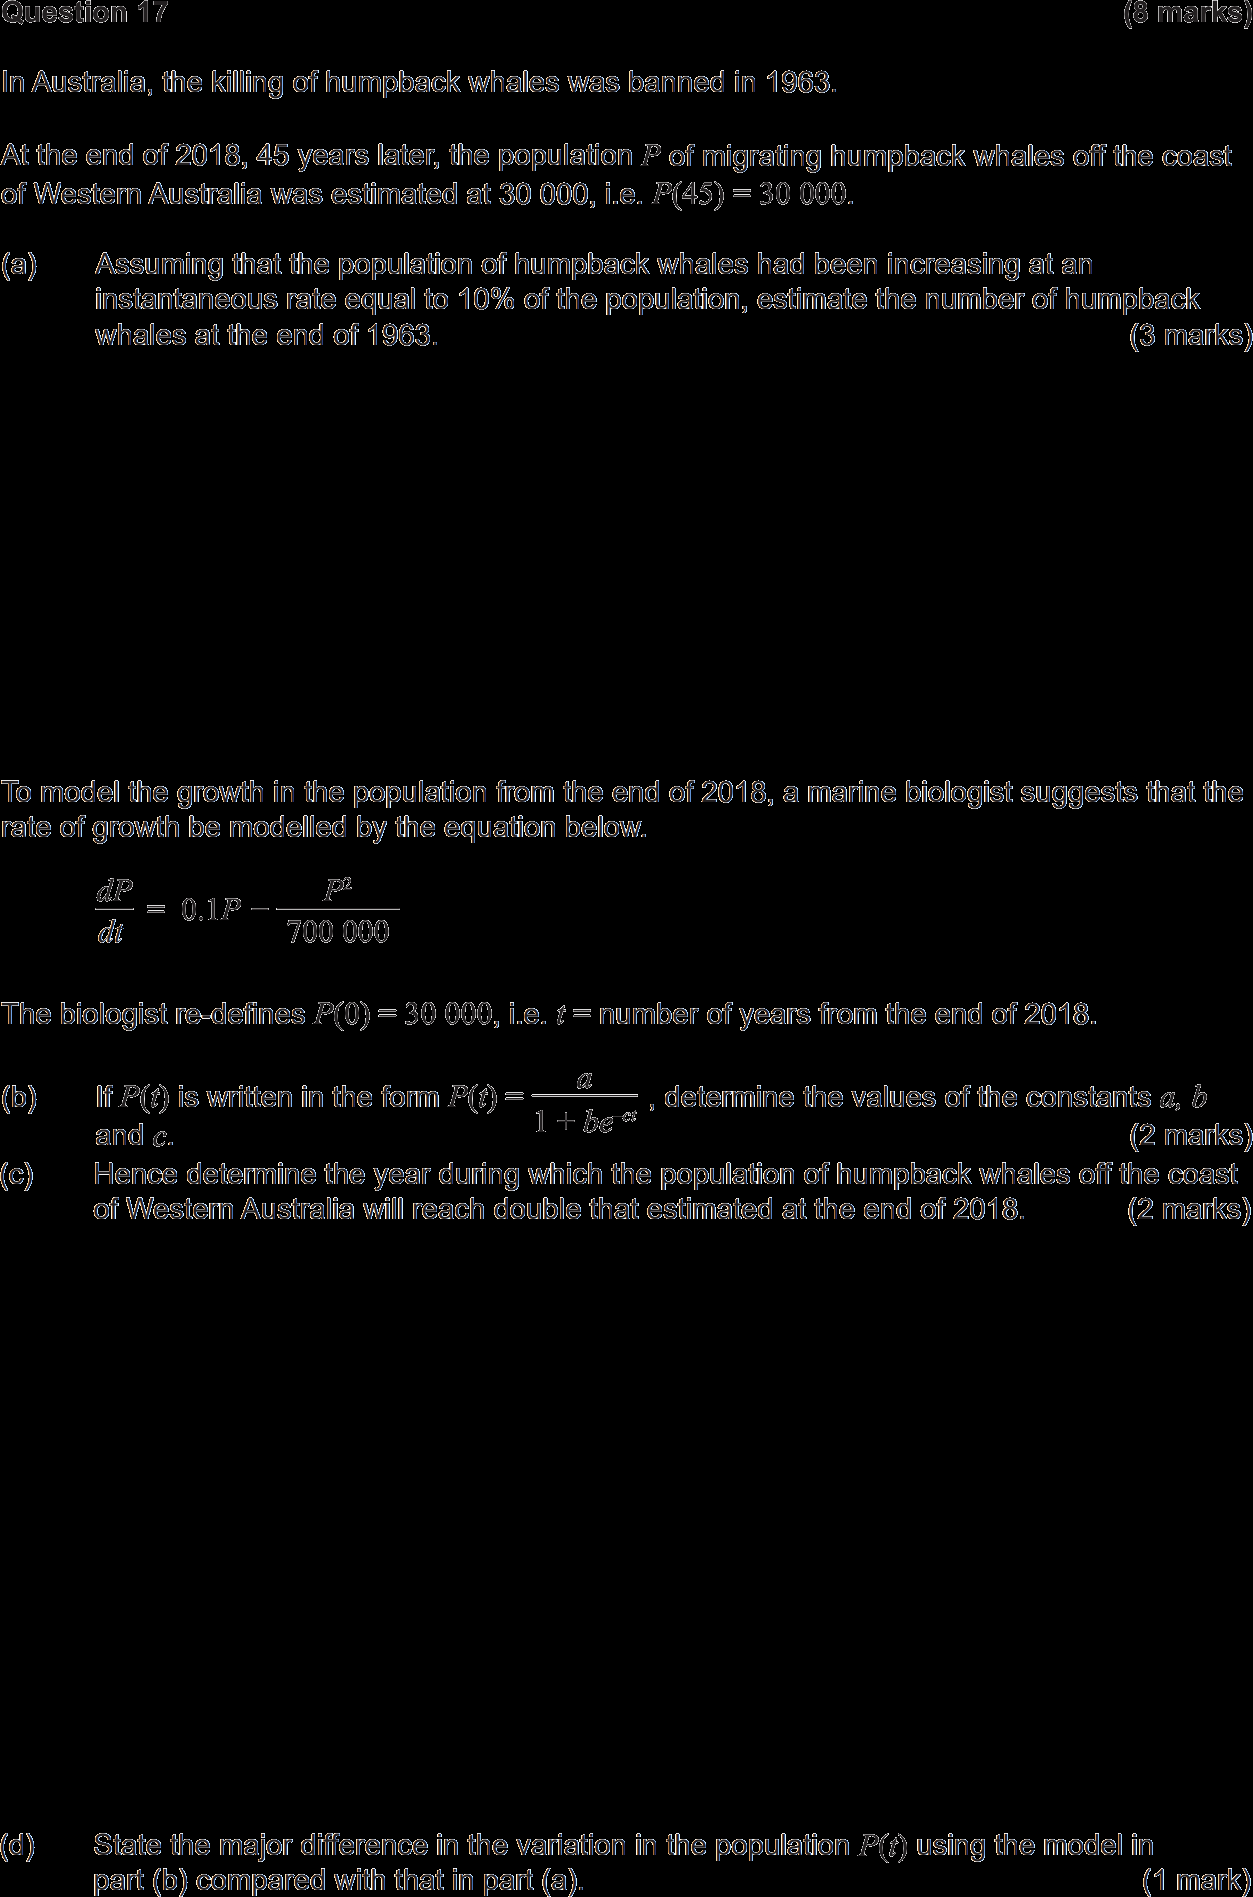 Question 17 (8 marks)
In Australia, the killing of humpback whales was banned in 1963.
At the end of 2018, 45 years later, the population P of migrating humpback whales off the coast
of Western Australia was estimated at 30 000, i.e. P(45) = 30 000.
(a) Assuming that the population of humpback whales had been increasing at an
instantaneous rate equal to 10% of the population, estimate the number of humpback
whales at the end of 1963. (3 marks)
To model the growth in the population from the end of 2018, a marine biologist suggests that the
rate of growth be modelled by the equation below.
dP/dt = 0.1P − P²/700 000
The biologist re-defines P(0) = 30 000, i.e. t = number of years from the end of 2018.
(b) If P(t) is written in the form P(t) = a/(1 + be^(−ct)), determine the values of the constants a, b
and c. (2 marks)
(c) Hence determine the year during which the population of humpback whales off the coast
of Western Australia will reach double that estimated at the end of 2018. (2 marks)
(d) State the major difference in the variation in the population P(t) using the model in
part (b) compared with that in part (a). (1 mark)